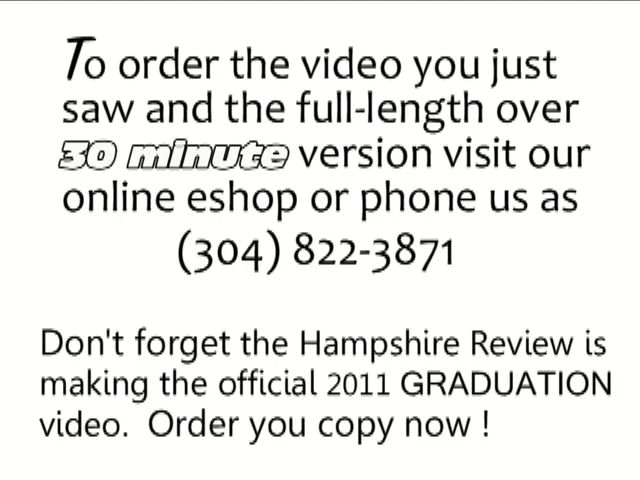 To order the video you just
saw and the full-length over
30 minute version visit our
online eshop or phone us as
(304) 822-3871
Don't forget the Hampshire Review is
making the official 2011 GRADUATION
video. Order you copy now !